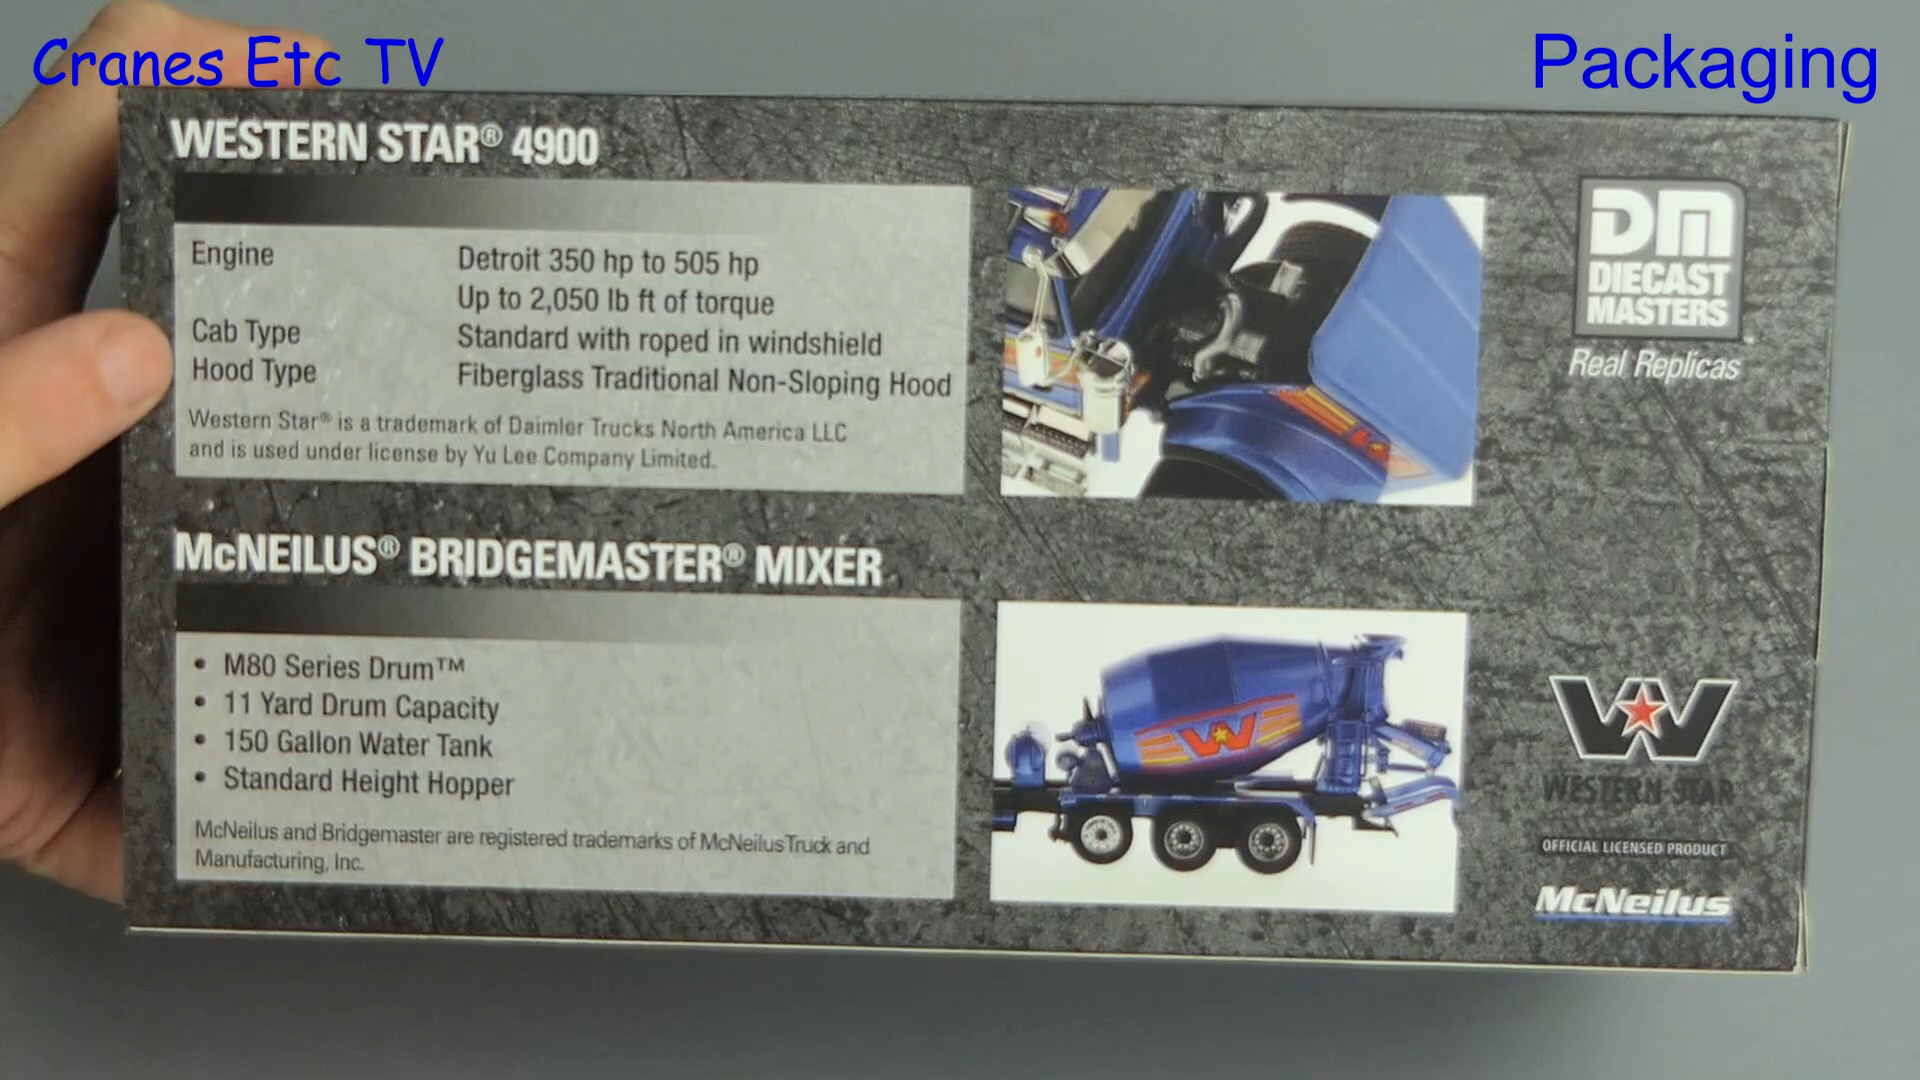 Cranes Etc TV
Packaging
WESTERN STAR® 4900
Engine Detroit 350 hp to 505 hp
Up to 2,050 lb ft of torque
Cab Type Standard with roped in windshield
Hood Type Fiberglass Traditional Non-Sloping Hood
Western Star® is a trademark of Daimler Trucks North America LLC
and is used under license by Yu Lee Company Limited.
DM
DIECAST
MASTERS
Real Replicas
McNEILUS® BRIDGEMASTER® MIXER
• M80 Series Drum™
• 11 Yard Drum Capacity
• 150 Gallon Water Tank
• Standard Height Hopper
McNeilus and Bridgemaster are registered trademarks of McNeilus Truck and
Manufacturing, Inc.
W
W
WESTERN STAR
OFFICIAL LICENSED PRODUCT
McNeilus